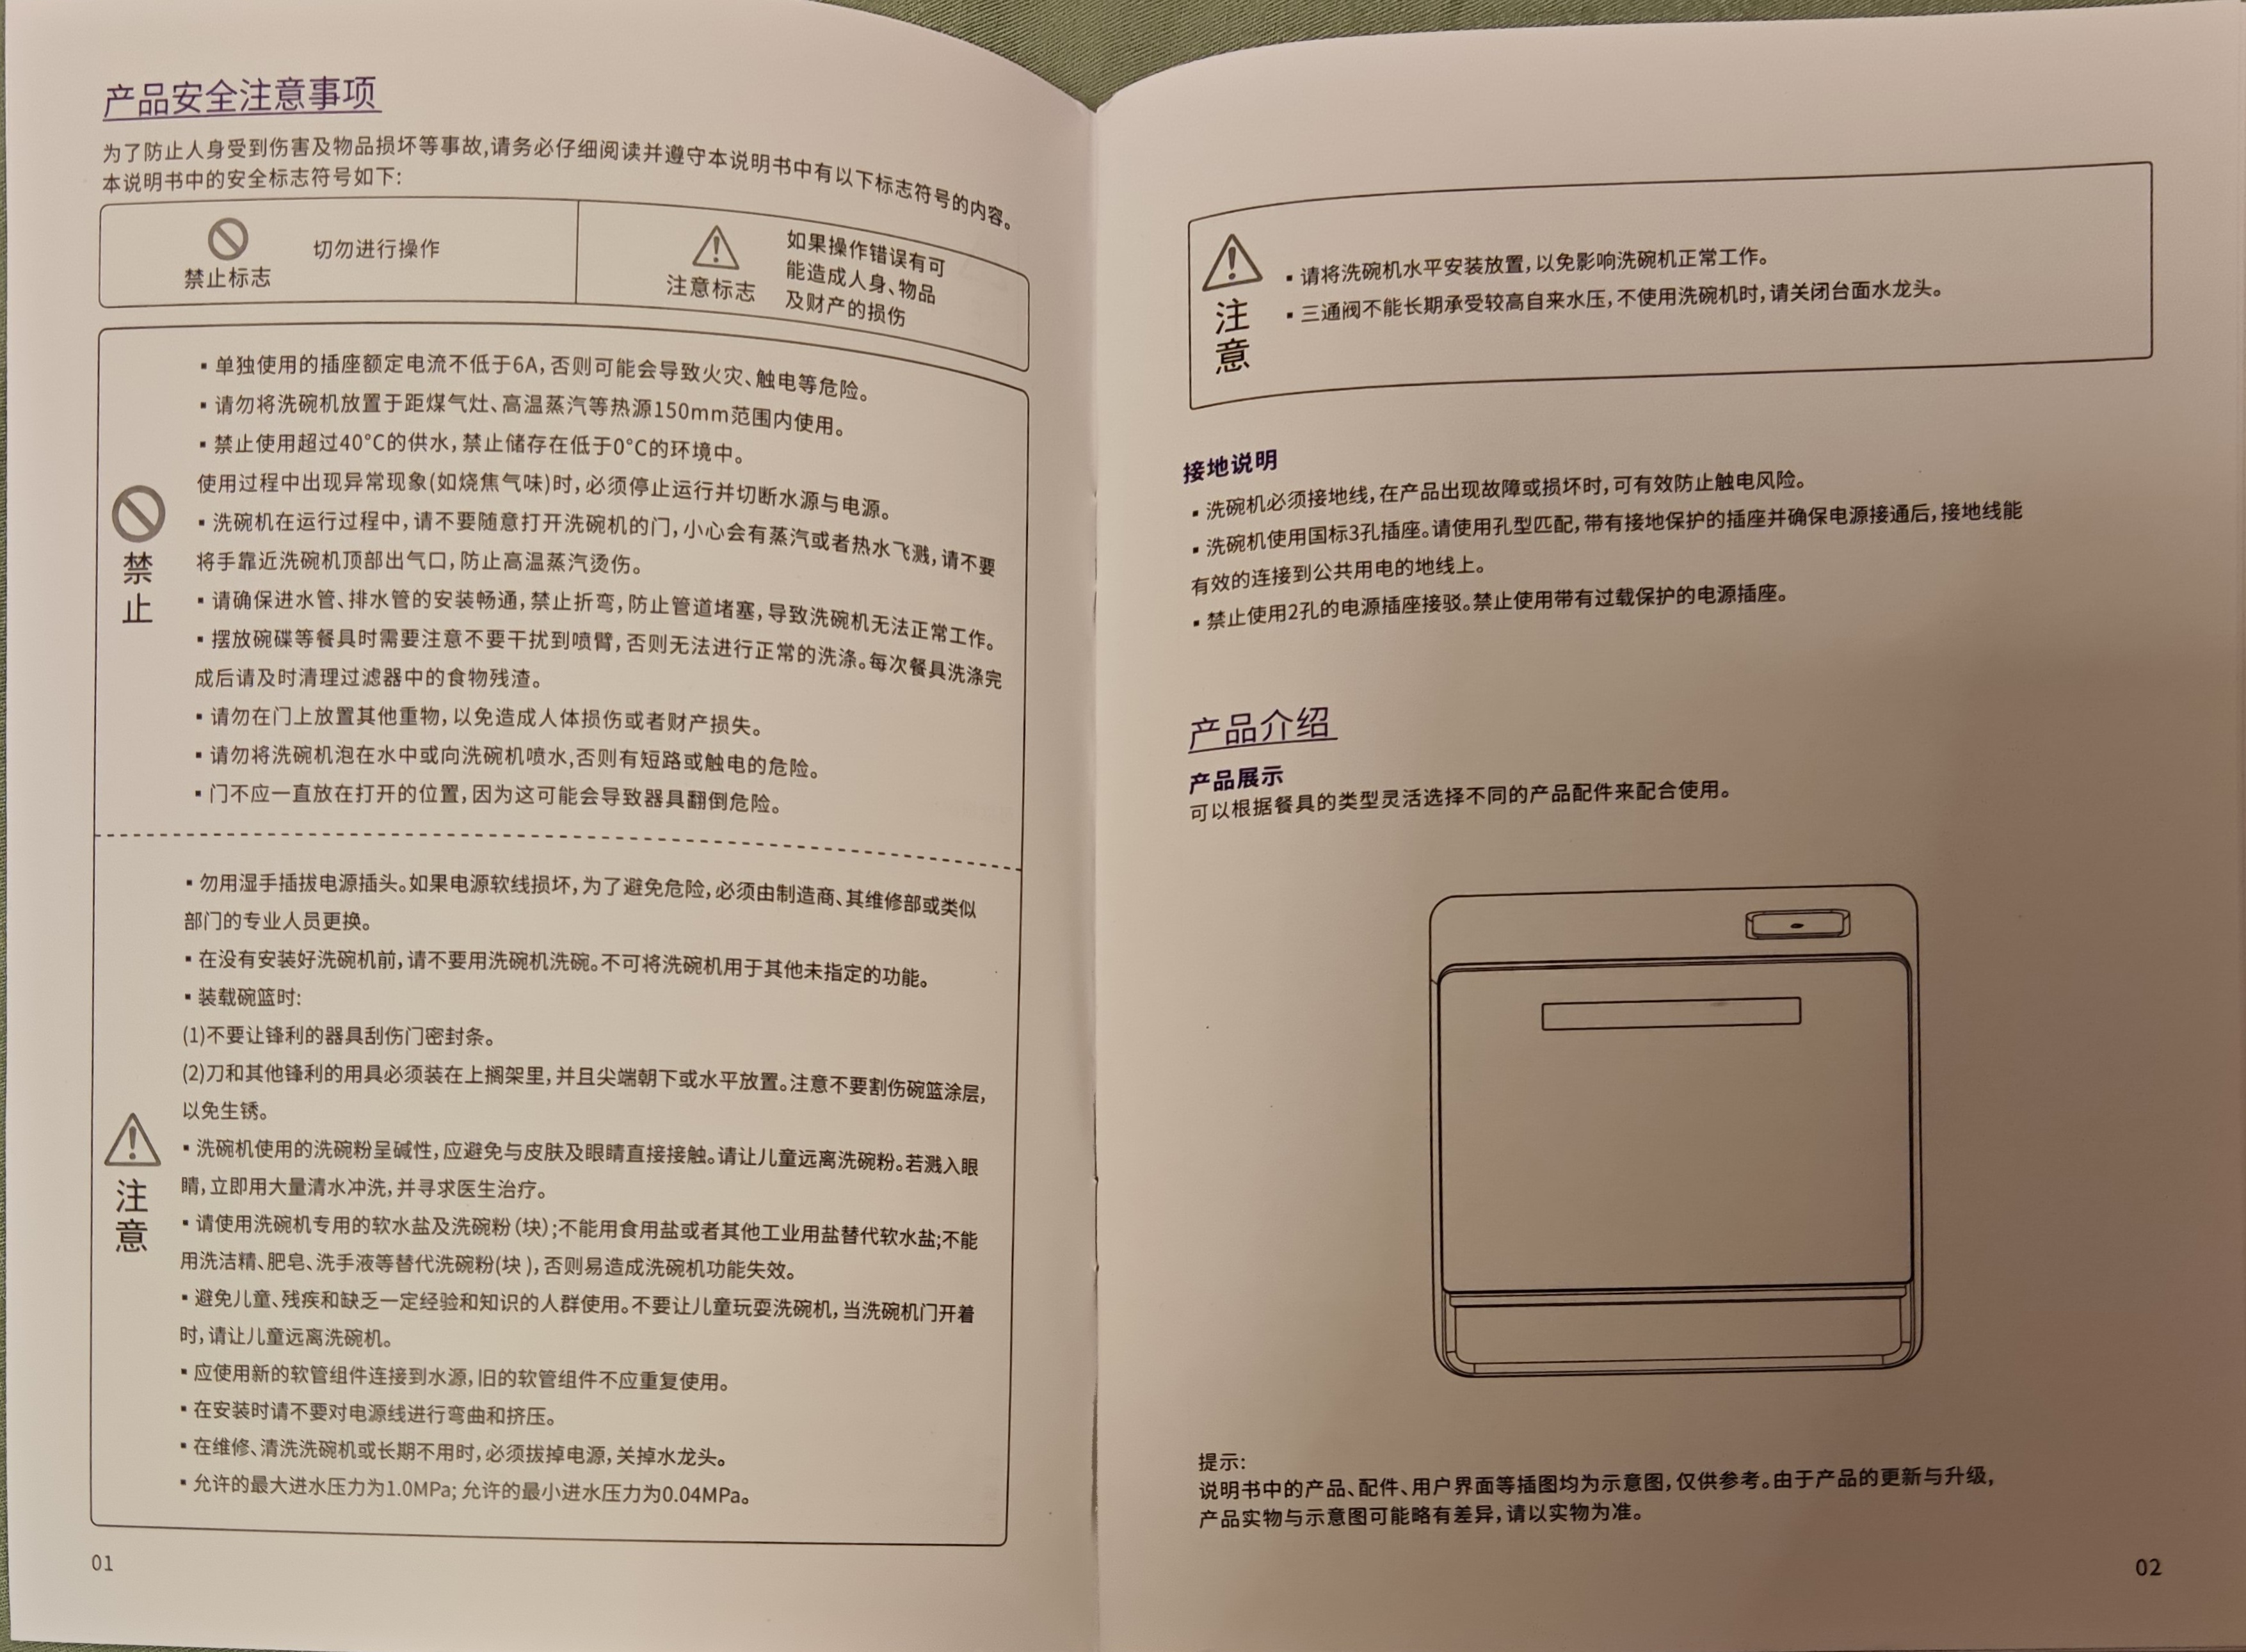 产品安全注意事项
为了防止人身受到伤害及物品损坏等事故,请务必仔细阅读并遵守本说明书中有以下标志符号的内容。
本说明书中的安全标志符号如下:
禁止标志
切勿进行操作
注意标志
如果操作错误有可
能造成人身、物品
及财产的损伤
禁止
▪ 单独使用的插座额定电流不低于6A,否则可能会导致火灾、触电等危险。
▪ 请勿将洗碗机放置于距煤气灶、高温蒸汽等热源150mm范围内使用。
▪ 禁止使用超过40°C的供水,禁止储存在低于0°C的环境中。
使用过程中出现异常现象(如烧焦气味)时,必须停止运行并切断水源与电源。
▪ 洗碗机在运行过程中,请不要随意打开洗碗机的门,小心会有蒸汽或者热水飞溅,请不要
将手靠近洗碗机顶部出气口,防止高温蒸汽烫伤。
▪ 请确保进水管、排水管的安装畅通,禁止折弯,防止管道堵塞,导致洗碗机无法正常工作。
▪ 摆放碗碟等餐具时需要注意不要干扰到喷臂,否则无法进行正常的洗涤。每次餐具洗涤完
成后请及时清理过滤器中的食物残渣。
▪ 请勿在门上放置其他重物,以免造成人体损伤或者财产损失。
▪ 请勿将洗碗机泡在水中或向洗碗机喷水,否则有短路或触电的危险。
▪ 门不应一直放在打开的位置,因为这可能会导致器具翻倒危险。
注意
▪ 勿用湿手插拔电源插头。如果电源软线损坏,为了避免危险,必须由制造商、其维修部或类似
部门的专业人员更换。
▪ 在没有安装好洗碗机前,请不要用洗碗机洗碗。不可将洗碗机用于其他未指定的功能。
▪ 装载碗篮时:
(1)不要让锋利的器具刮伤门密封条。
(2)刀和其他锋利的用具必须装在上搁架里,并且尖端朝下或水平放置。注意不要割伤碗篮涂层,
以免生锈。
▪ 洗碗机使用的洗碗粉呈碱性,应避免与皮肤及眼睛直接接触。请让儿童远离洗碗粉。若溅入眼
睛,立即用大量清水冲洗,并寻求医生治疗。
▪ 请使用洗碗机专用的软水盐及洗碗粉(块);不能用食用盐或者其他工业用盐替代软水盐;不能
用洗洁精、肥皂、洗手液等替代洗碗粉(块),否则易造成洗碗机功能失效。
▪ 避免儿童、残疾和缺乏一定经验和知识的人群使用。不要让儿童玩耍洗碗机,当洗碗机门开着
时,请让儿童远离洗碗机。
▪ 应使用新的软管组件连接到水源,旧的软管组件不应重复使用。
▪ 在安装时请不要对电源线进行弯曲和挤压。
▪ 在维修、清洗洗碗机或长期不用时,必须拔掉电源,关掉水龙头。
▪ 允许的最大进水压力为1.0MPa; 允许的最小进水压力为0.04MPa。
01
注意
▪ 请将洗碗机水平安装放置,以免影响洗碗机正常工作。
▪ 三通阀不能长期承受较高自来水压,不使用洗碗机时,请关闭台面水龙头。
接地说明
▪ 洗碗机必须接地线,在产品出现故障或损坏时,可有效防止触电风险。
▪ 洗碗机使用国标3孔插座。请使用孔型匹配,带有接地保护的插座并确保电源接通后,接地线能
有效的连接到公共用电的地线上。
▪ 禁止使用2孔的电源插座接驳。禁止使用带有过载保护的电源插座。
产品介绍
产品展示
可以根据餐具的类型灵活选择不同的产品配件来配合使用。
提示:
说明书中的产品、配件、用户界面等插图均为示意图,仅供参考。由于产品的更新与升级,
产品实物与示意图可能略有差异,请以实物为准。
02